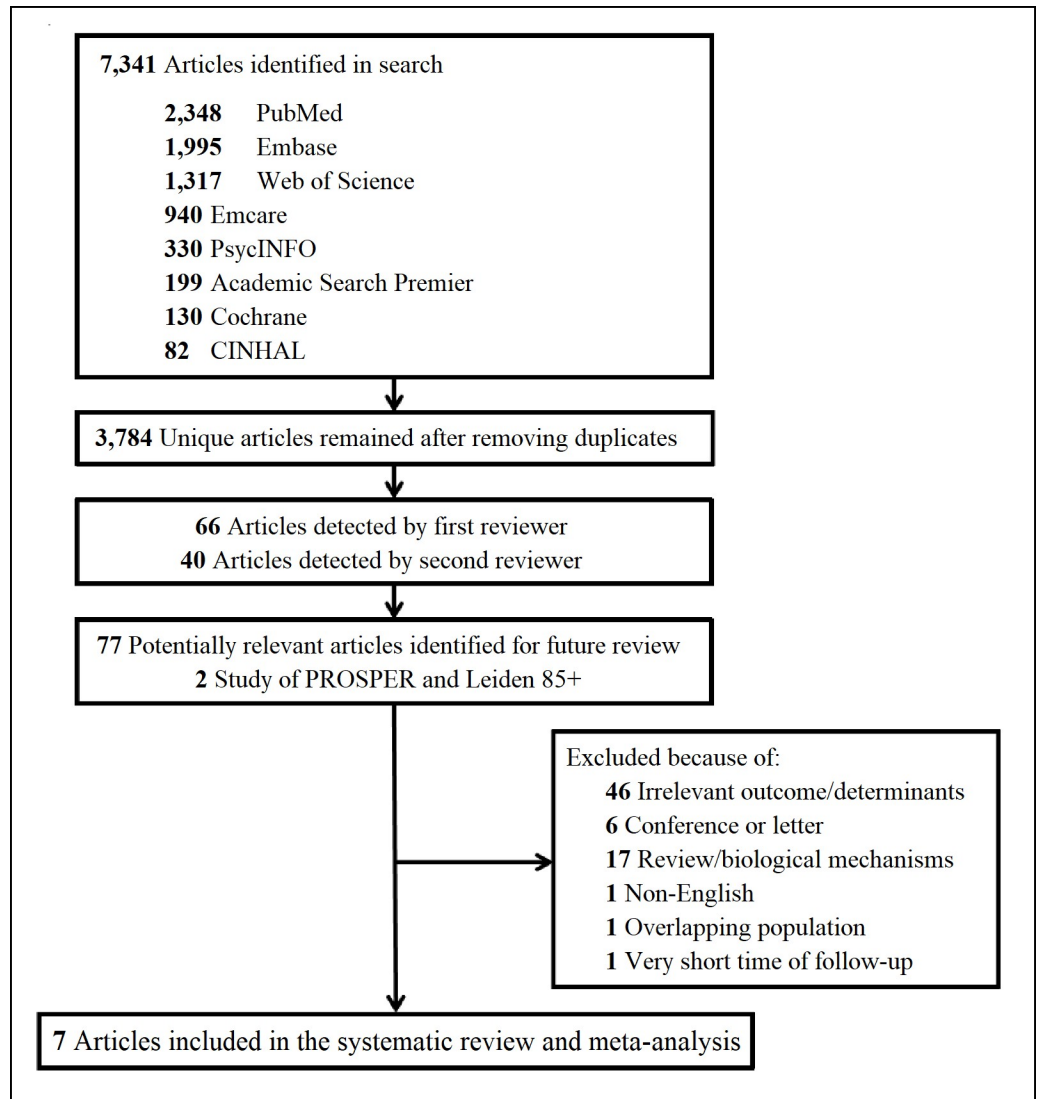 7,341 Articles identified in search
2,348 PubMed
1,995 Embase
1,317 Web of Science
940 Emcare
330 PsycINFO
199 Academic Search Premier
130 Cochrane
82 CINHAL
3,784 Unique articles remained after removing duplicates
66 Articles detected by first reviewer
40 Articles detected by second reviewer
77 Potentially relevant articles identified for future review
2 Study of PROSPER and Leiden 85+
Excluded because of:
46 Irrelevant outcome/determinants
6 Conference or letter
17 Review/biological mechanisms
1 Non-English
1 Overlapping population
1 Very short time of follow-up
7 Articles included in the systematic review and meta-analysis